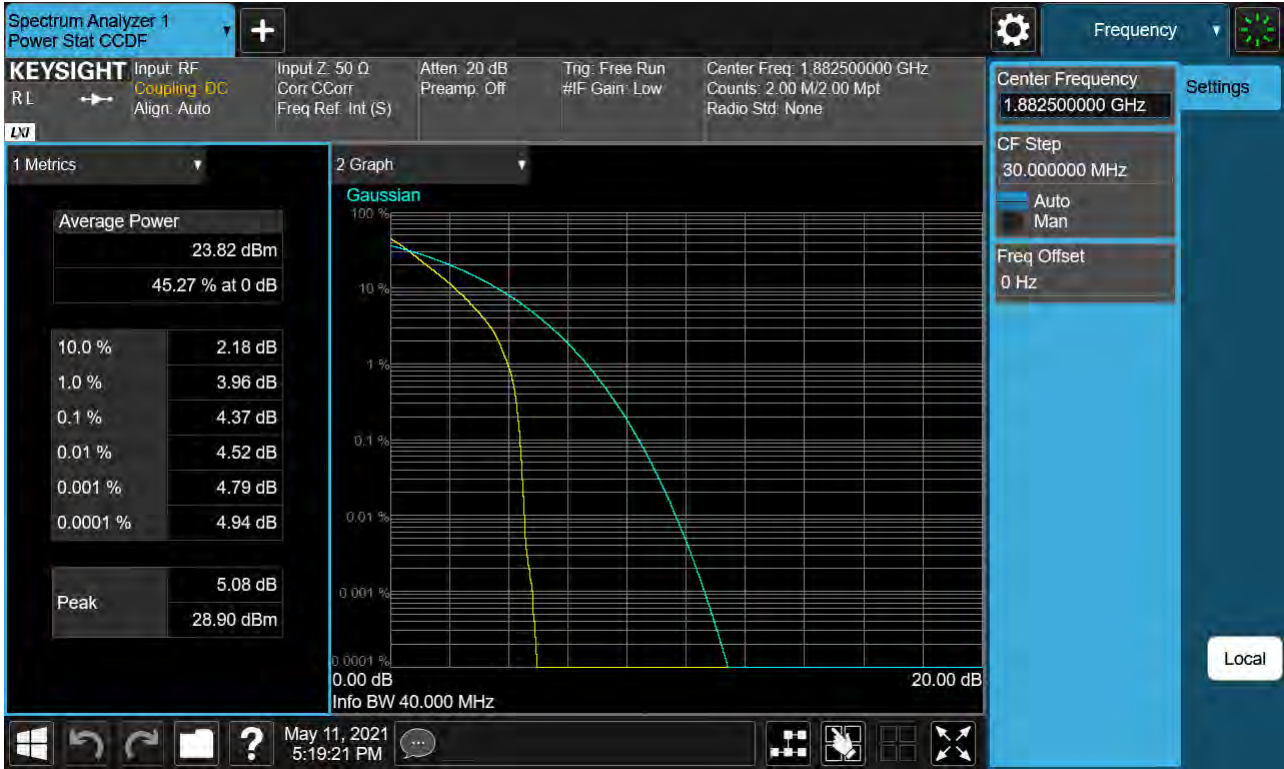 Spectrum Analyzer 1
Power Stat CCDF
Frequency
KEYSIGHT
RL
LXI
Input: RF
Coupling: DC
Align: Auto
Input Z: 50 Ω
Corr CCorr
Freq Ref: Int (S)
Atten: 20 dB
Preamp: Off
Trig: Free Run
#IF Gain: Low
Center Freq: 1.882500000 GHz
Counts: 2.00 M/2.00 Mpt
Radio Std: None
1 Metrics
Average Power
23.82 dBm
45.27 % at 0 dB
10.0 % 2.18 dB
1.0 % 3.96 dB
0.1 % 4.37 dB
0.01 % 4.52 dB
0.001 % 4.79 dB
0.0001 % 4.94 dB
Peak
5.08 dB
28.90 dBm
2 Graph
Gaussian
100 %
10 %
1 %
0.1 %
0.01 %
0.001 %
0.0001 %
0.00 dB 20.00 dB
Info BW 40.000 MHz
Center Frequency
1.882500000 GHz
CF Step
30.000000 MHz
Auto
Man
Freq Offset
0 Hz
Settings
Local
?
May 11, 2021
5:19:21 PM